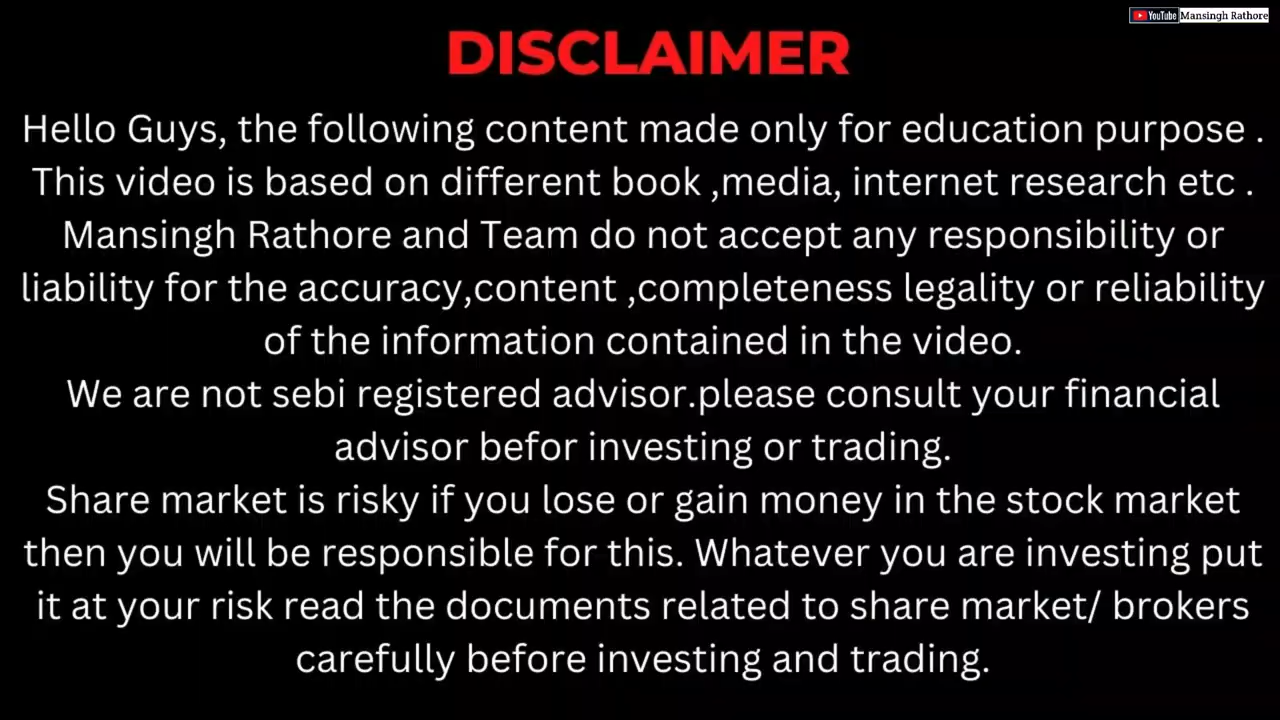 YouTube Mansingh Rathore
DISCLAIMER
Hello Guys, the following content made only for education purpose .
This video is based on different book ,media, internet research etc .
Mansingh Rathore and Team do not accept any responsibility or
liability for the accuracy,content ,completeness legality or reliability
of the information contained in the video.
We are not sebi registered advisor.please consult your financial
advisor befor investing or trading.
Share market is risky if you lose or gain money in the stock market
then you will be responsible for this. Whatever you are investing put
it at your risk read the documents related to share market/ brokers
carefully before investing and trading.